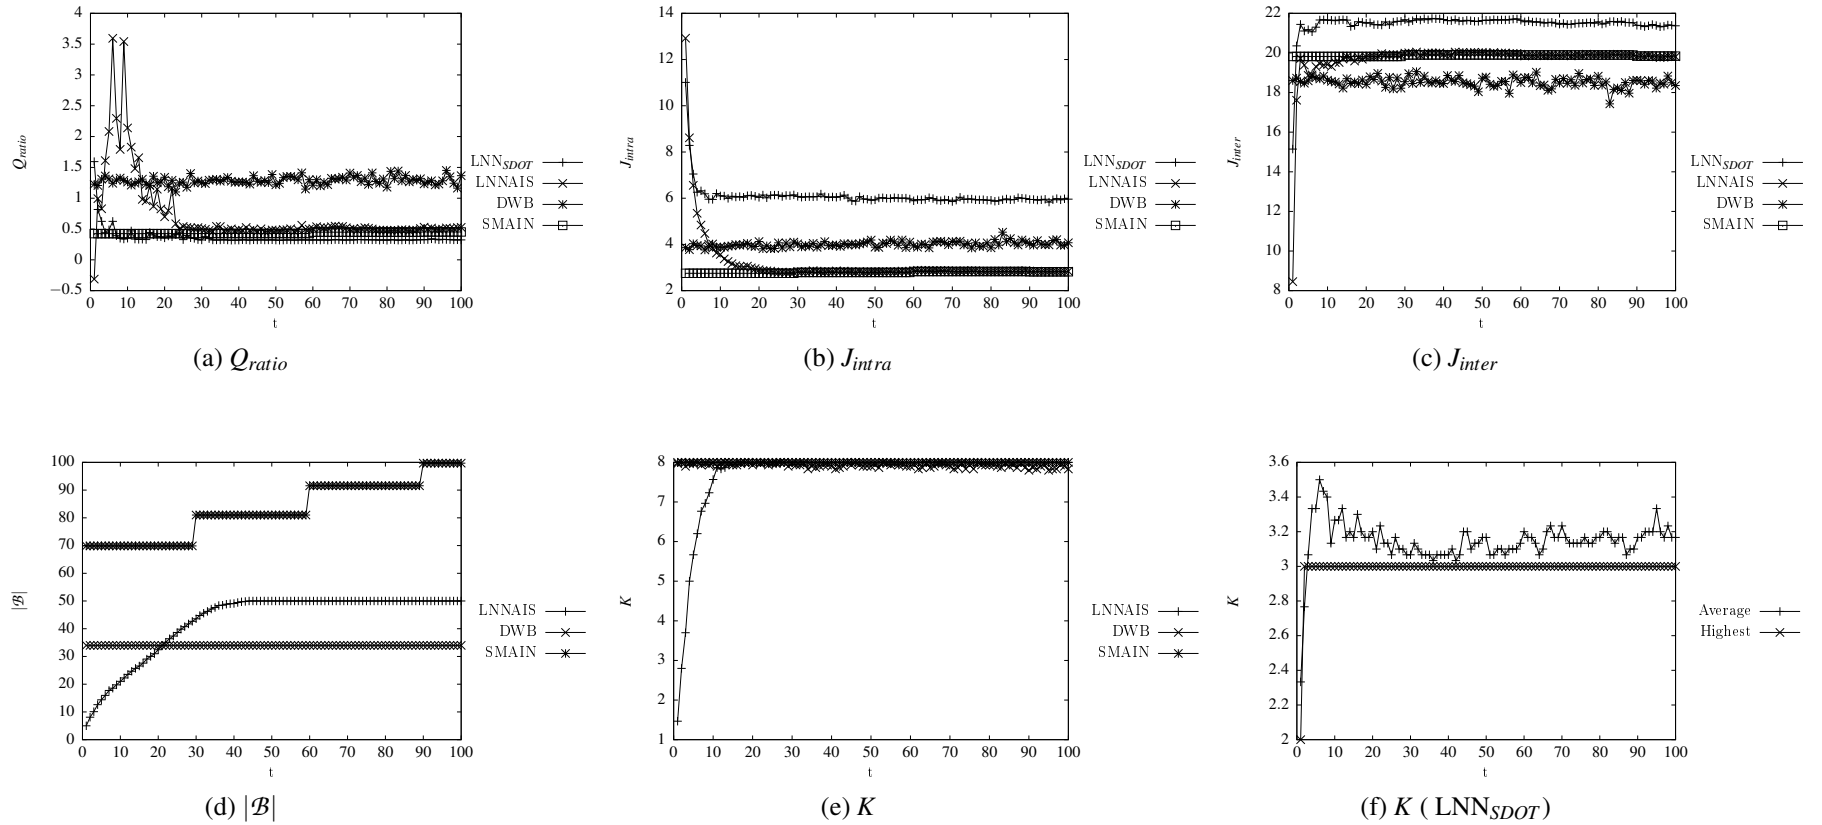 4
3.5
3
2.5
2
1.5
1
0.5
0
−0.5
Q_ratio
0 10 20 30 40 50 60 70 80 90 100
t
LNN_SDOT
LNNAIS
DWB
SMAIN
(a) Q_ratio
14
12
10
8
6
4
2
J_intra
0 10 20 30 40 50 60 70 80 90 100
t
LNN_SDOT
LNNAIS
DWB
SMAIN
(b) J_intra
22
20
18
16
14
12
10
8
J_inter
0 10 20 30 40 50 60 70 80 90 100
t
LNN_SDOT
LNNAIS
DWB
SMAIN
(c) J_inter
100
90
80
70
60
50
40
30
20
10
0
|ℬ|
0 10 20 30 40 50 60 70 80 90 100
t
LNNAIS
DWB
SMAIN
(d) |ℬ|
8
7
6
5
4
3
2
1
K
0 10 20 30 40 50 60 70 80 90 100
t
LNNAIS
DWB
SMAIN
(e) K
3.6
3.4
3.2
3
2.8
2.6
2.4
2.2
2
K
0 10 20 30 40 50 60 70 80 90 100
t
Average
Highest
(f) K ( LNN_SDOT)